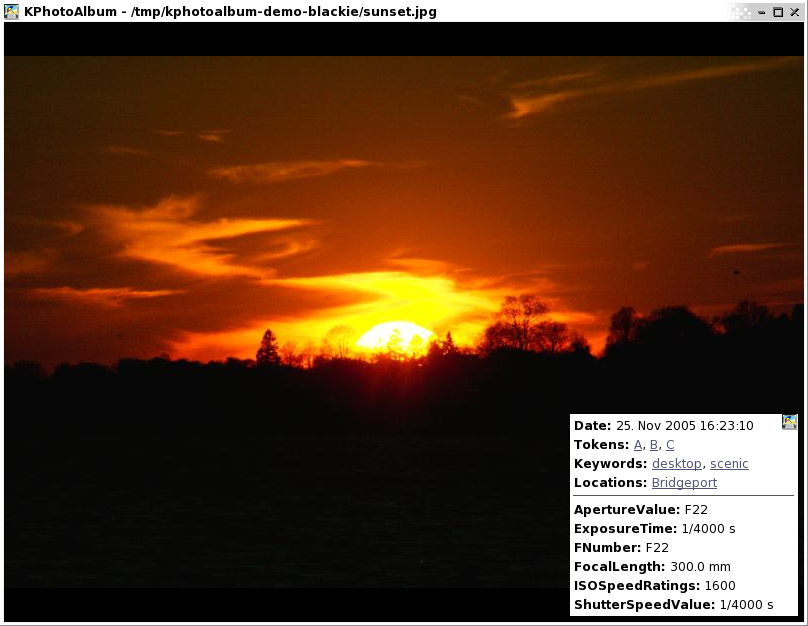 KPhotoAlbum - /tmp/kphotoalbum-demo-blackie/sunset.jpg
Date: 25. Nov 2005 16:23:10
Tokens: A, B, C
Keywords: desktop, scenic
Locations: Bridgeport
ApertureValue: F22
ExposureTime: 1/4000 s
FNumber: F22
FocalLength: 300.0 mm
ISOSpeedRatings: 1600
ShutterSpeedValue: 1/4000 s